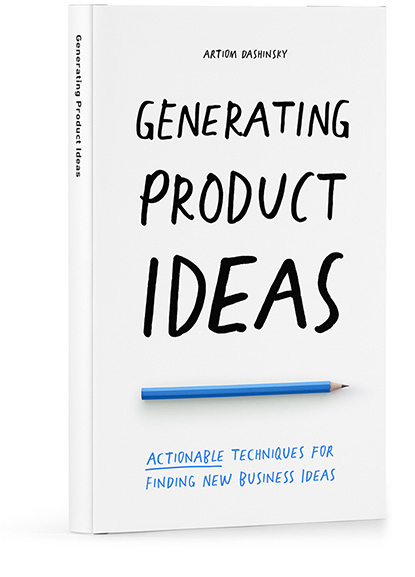 Generating Product Ideas
ARTIOM DASHINSKY
GENERATING
PRODUCT
IDEAS
ACTIONABLE TECHNIQUES FOR
FINDING NEW BUSINESS IDEAS